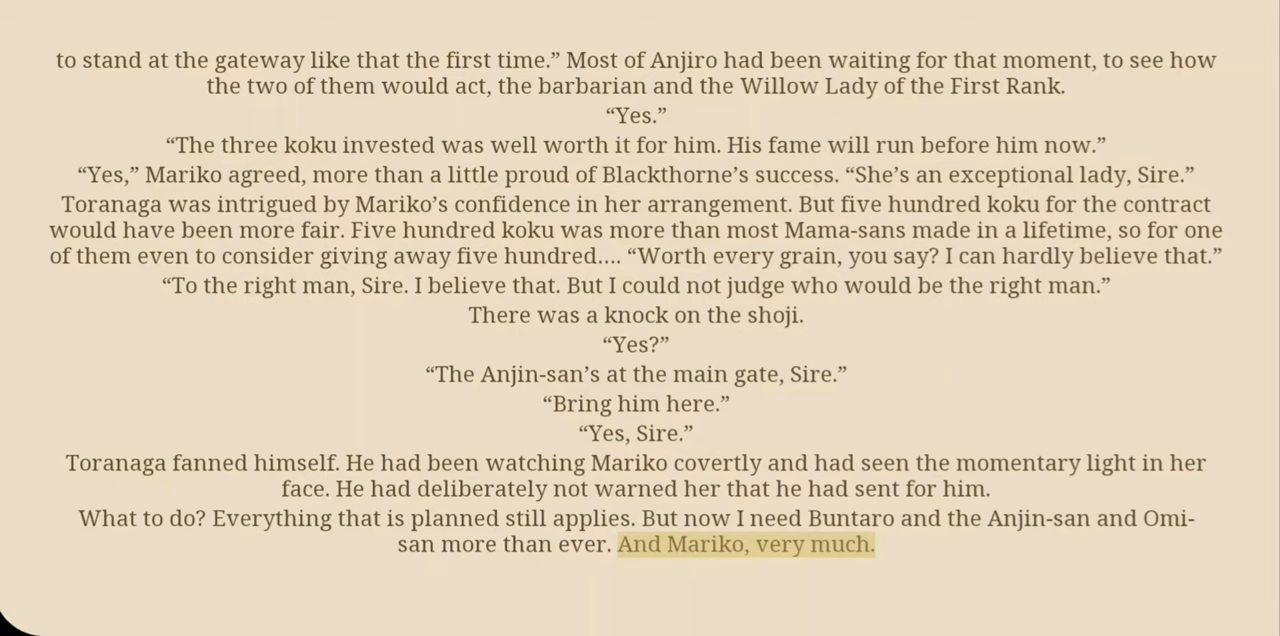 to stand at the gateway like that the first time.” Most of Anjiro had been waiting for that moment, to see how
the two of them would act, the barbarian and the Willow Lady of the First Rank.
“Yes.”
“The three koku invested was well worth it for him. His fame will run before him now.”
“Yes,” Mariko agreed, more than a little proud of Blackthorne’s success. “She’s an exceptional lady, Sire.”
Toranaga was intrigued by Mariko’s confidence in her arrangement. But five hundred koku for the contract
would have been more fair. Five hundred koku was more than most Mama-sans made in a lifetime, so for one
of them even to consider giving away five hundred.... “Worth every grain, you say? I can hardly believe that.”
“To the right man, Sire. I believe that. But I could not judge who would be the right man.”
There was a knock on the shoji.
“Yes?”
“The Anjin-san’s at the main gate, Sire.”
“Bring him here.”
“Yes, Sire.”
Toranaga fanned himself. He had been watching Mariko covertly and had seen the momentary light in her
face. He had deliberately not warned her that he had sent for him.
What to do? Everything that is planned still applies. But now I need Buntaro and the Anjin-san and Omi-
san more than ever. And Mariko, very much.